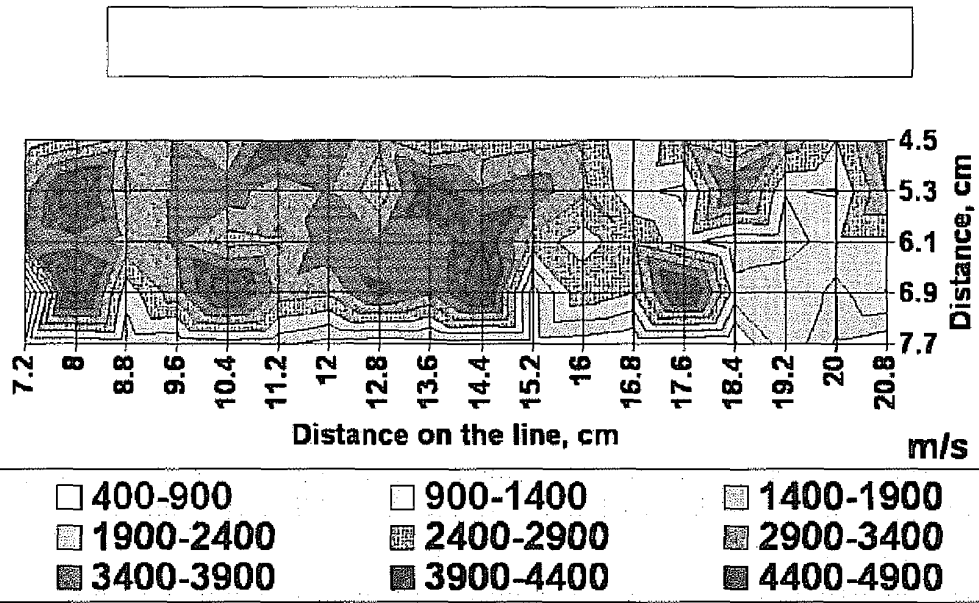 4.5
5.3
6.1
6.9
7.7
Distance, cm
7.2 8 8.8 9.6 10.4 11.2 12 12.8 13.6 14.4 15.2 16 16.8 17.6 18.4 19.2 20 20.8
Distance on the line, cm
m/s
400-900 900-1400 1400-1900
1900-2400 2400-2900 2900-3400
3400-3900 3900-4400 4400-4900